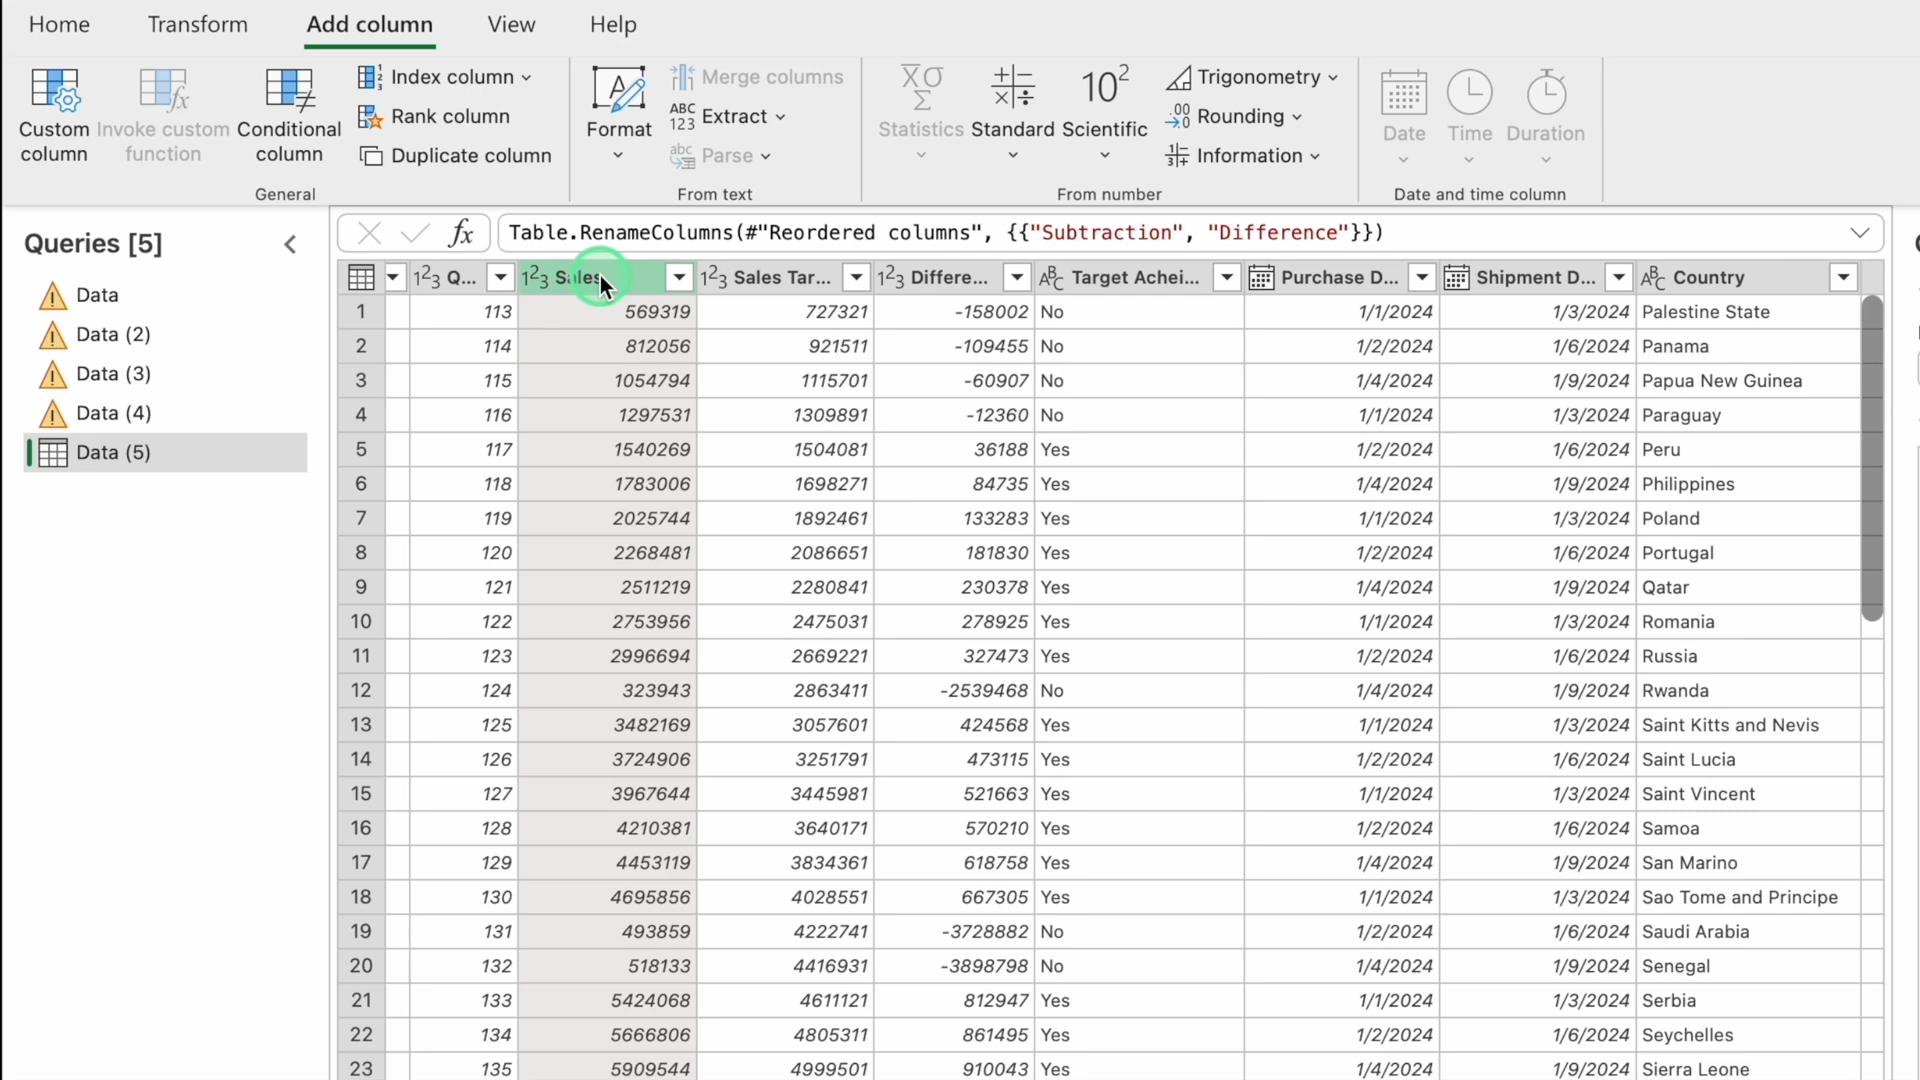 Home Transform Add column View Help
Custom column
Invoke custom function
Conditional column
Index column
Rank column
Duplicate column
General
Format
Merge columns
Extract
Parse
From text
Statistics
Standard
Scientific
Trigonometry
Rounding
Information
From number
Date
Time
Duration
Date and time column
Queries [5]
Data
Data (2)
Data (3)
Data (4)
Data (5)
fx Table.RenameColumns(#"Reordered columns", {{"Subtraction", "Difference"}})
Q... Sales Sales Tar... Differe... Target Achei... Purchase D... Shipment D... Country
1 113 569319 727321 -158002 No 1/1/2024 1/3/2024 Palestine State
2 114 812056 921511 -109455 No 1/2/2024 1/6/2024 Panama
3 115 1054794 1115701 -60907 No 1/4/2024 1/9/2024 Papua New Guinea
4 116 1297531 1309891 -12360 No 1/1/2024 1/3/2024 Paraguay
5 117 1540269 1504081 36188 Yes 1/2/2024 1/6/2024 Peru
6 118 1783006 1698271 84735 Yes 1/4/2024 1/9/2024 Philippines
7 119 2025744 1892461 133283 Yes 1/1/2024 1/3/2024 Poland
8 120 2268481 2086651 181830 Yes 1/2/2024 1/6/2024 Portugal
9 121 2511219 2280841 230378 Yes 1/4/2024 1/9/2024 Qatar
10 122 2753956 2475031 278925 Yes 1/1/2024 1/3/2024 Romania
11 123 2996694 2669221 327473 Yes 1/2/2024 1/6/2024 Russia
12 124 323943 2863411 -2539468 No 1/4/2024 1/9/2024 Rwanda
13 125 3482169 3057601 424568 Yes 1/1/2024 1/3/2024 Saint Kitts and Nevis
14 126 3724906 3251791 473115 Yes 1/2/2024 1/6/2024 Saint Lucia
15 127 3967644 3445981 521663 Yes 1/1/2024 1/3/2024 Saint Vincent
16 128 4210381 3640171 570210 Yes 1/2/2024 1/6/2024 Samoa
17 129 4453119 3834361 618758 Yes 1/4/2024 1/9/2024 San Marino
18 130 4695856 4028551 667305 Yes 1/1/2024 1/3/2024 Sao Tome and Principe
19 131 493859 4222741 -3728882 No 1/2/2024 1/6/2024 Saudi Arabia
20 132 518133 4416931 -3898798 No 1/4/2024 1/9/2024 Senegal
21 133 5424068 4611121 812947 Yes 1/1/2024 1/3/2024 Serbia
22 134 5666806 4805311 861495 Yes 1/2/2024 1/6/2024 Seychelles
23 135 5909544 4999501 910043 Yes 1/4/2024 1/9/2024 Sierra Leone